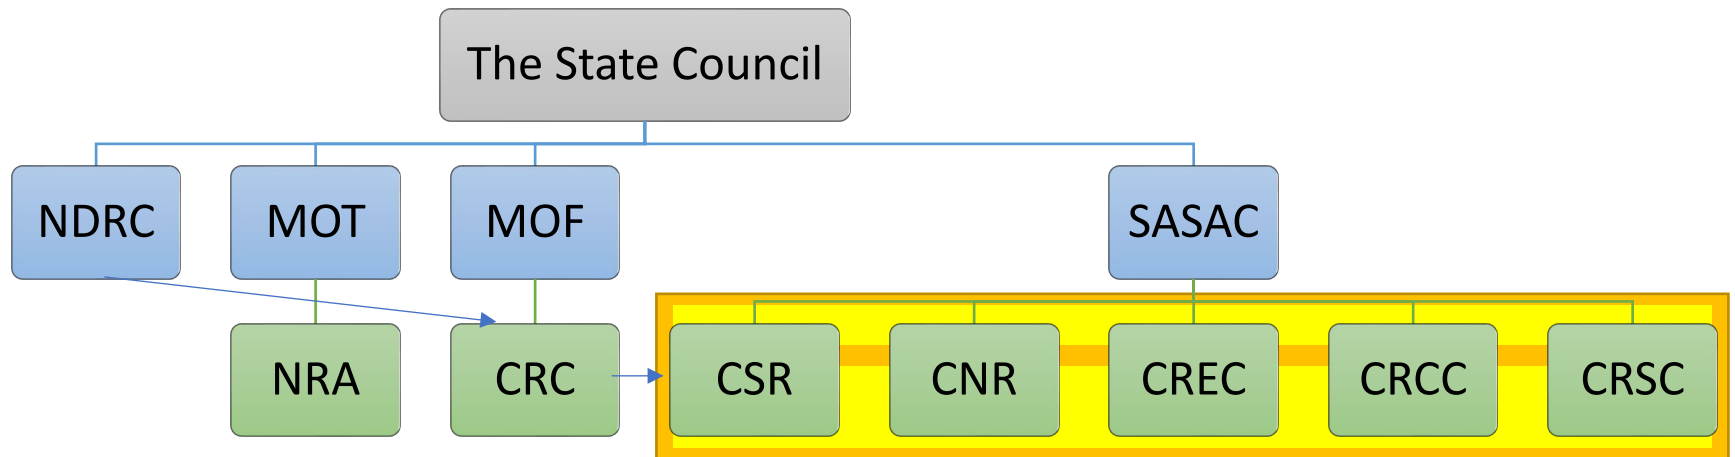 The State Council
NDRC
MOT
MOF
SASAC
NRA
CRC
CSR
CNR
CREC
CRCC
CRSC